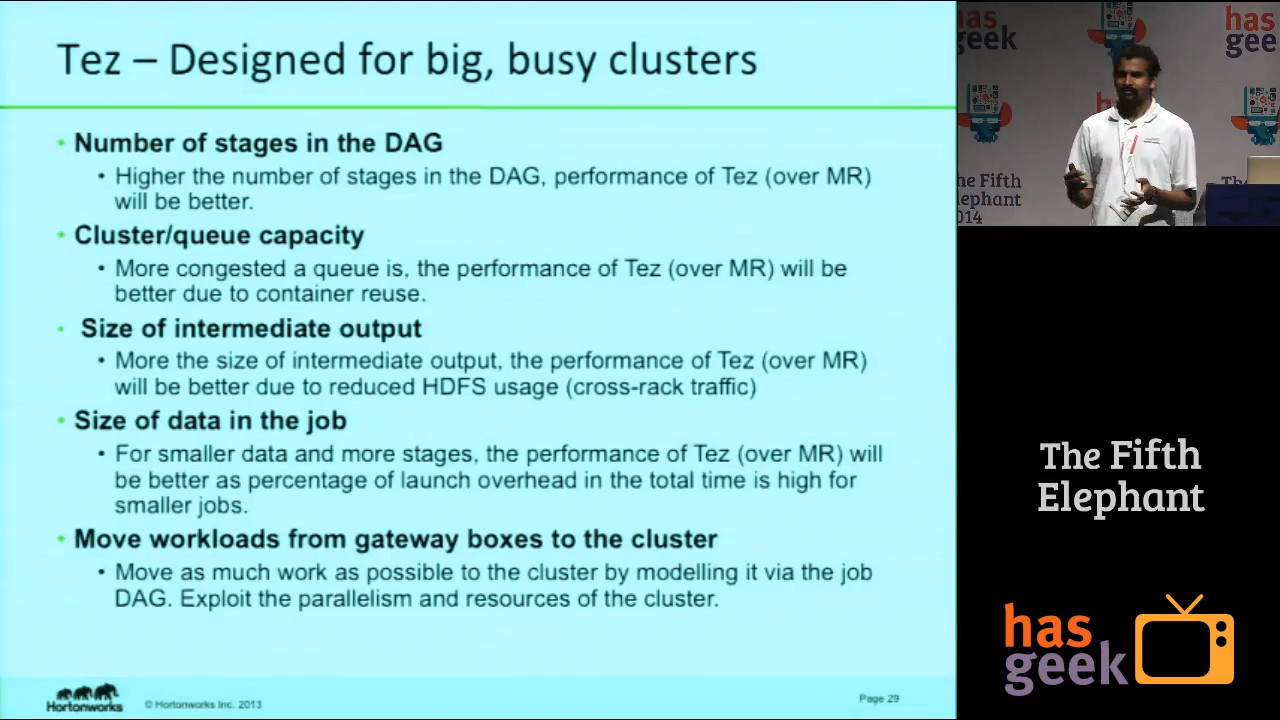 Tez – Designed for big, busy clusters
• Number of stages in the DAG
• Higher the number of stages in the DAG, performance of Tez (over MR)
will be better.
• Cluster/queue capacity
• More congested a queue is, the performance of Tez (over MR) will be
better due to container reuse.
• Size of intermediate output
• More the size of intermediate output, the performance of Tez (over MR)
will be better due to reduced HDFS usage (cross-rack traffic)
• Size of data in the job
• For smaller data and more stages, the performance of Tez (over MR) will
be better as percentage of launch overhead in the total time is high for
smaller jobs.
• Move workloads from gateway boxes to the cluster
• Move as much work as possible to the cluster by modelling it via the job
DAG. Exploit the parallelism and resources of the cluster.
Hortonworks
© Hortonworks Inc. 2013
Page 29
has
geek
has
geek
The Fifth
Elephant
2014
The Fifth
Elephant
has
geek